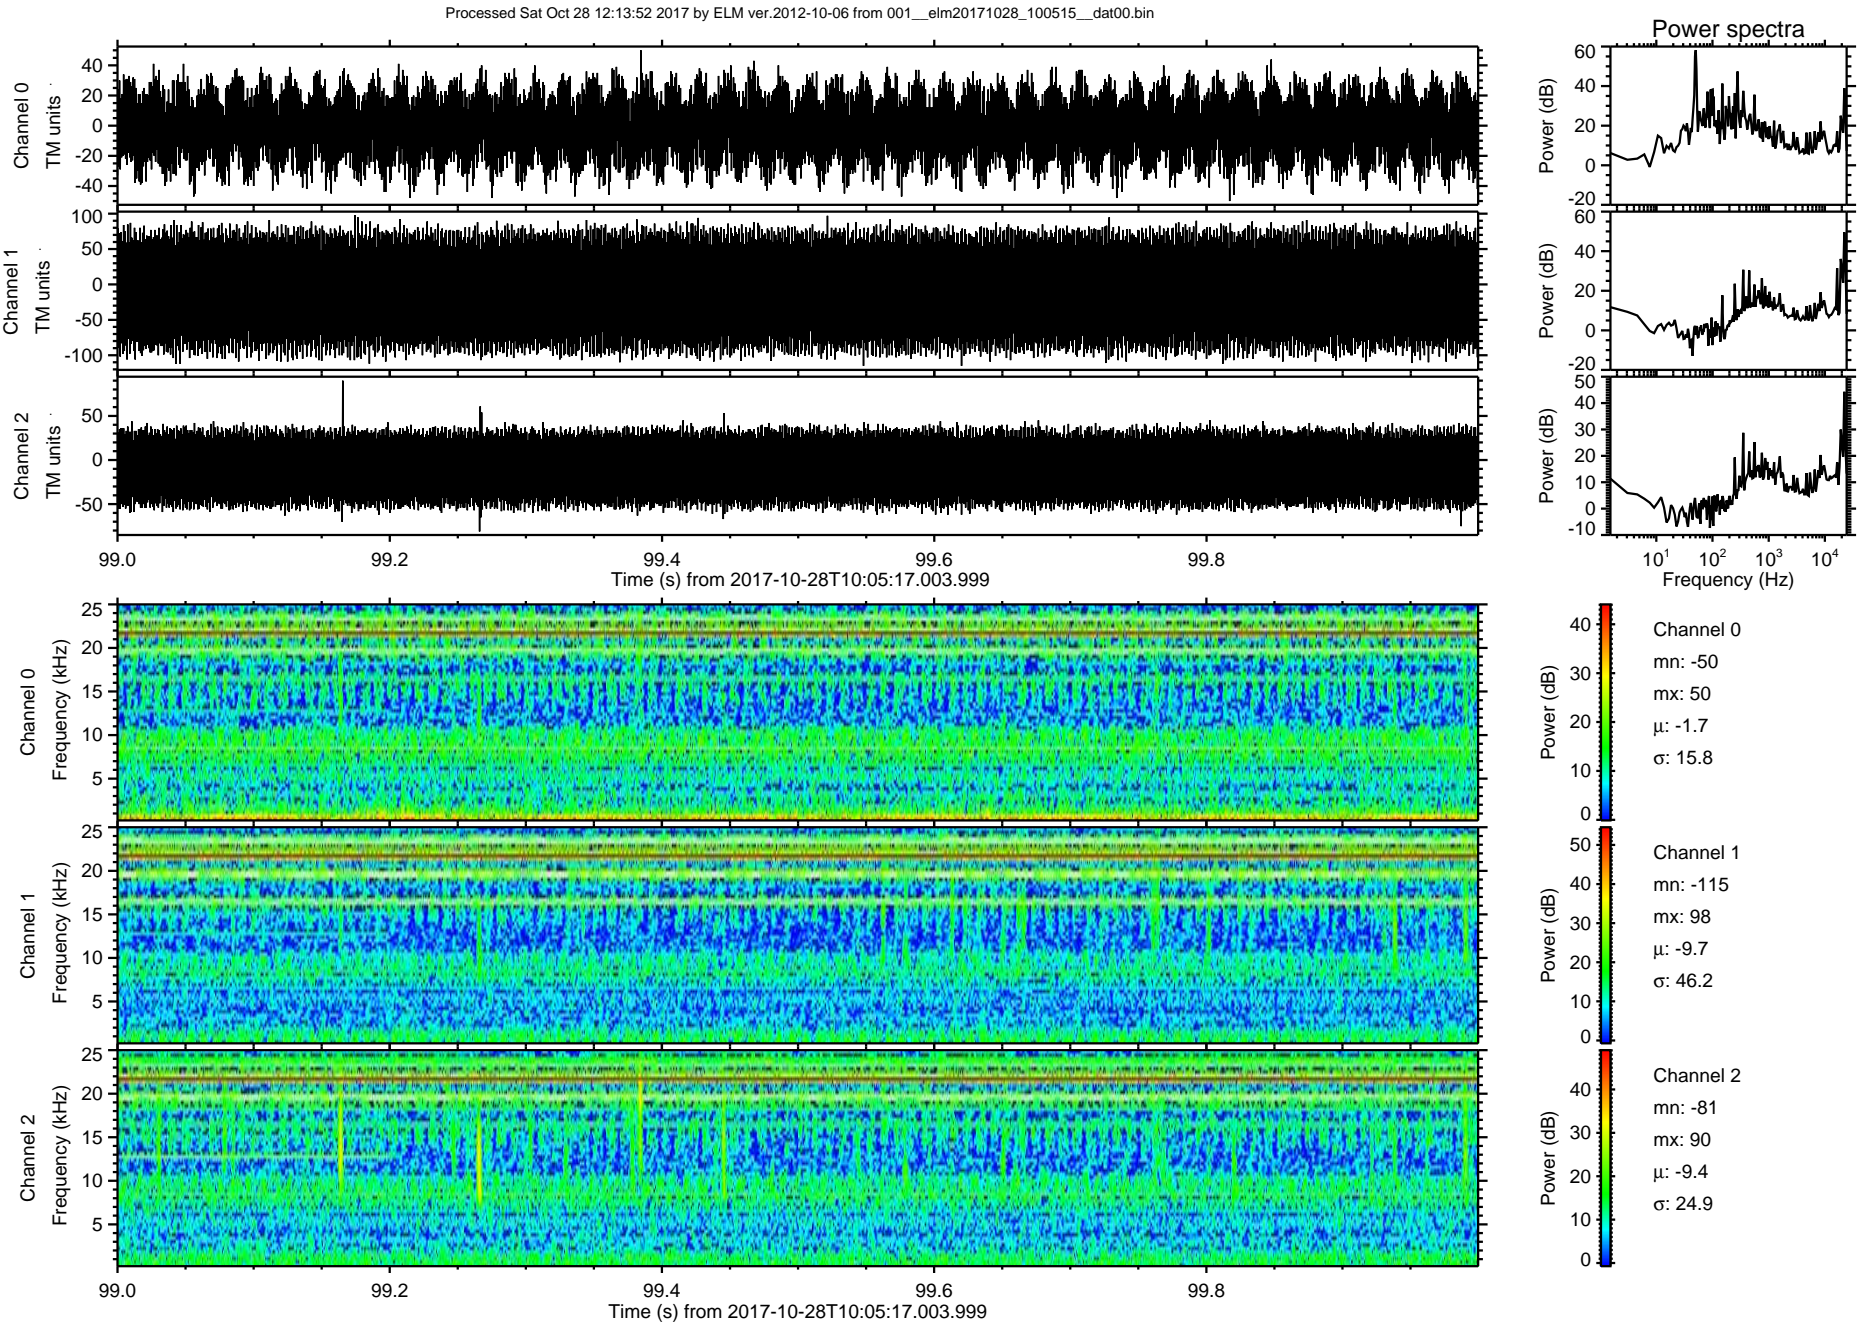 Processed Sat Oct 28 12:13:52 2017 by ELM ver.2012-10-06 from 001__elm20171028_100515__dat00.bin
Power spectra
Channel 0
TM units
40
20
0
-20
-40
Power (dB)
60
40
20
0
-20
Channel 1
TM units
100
50
0
-50
-100
Power (dB)
60
40
20
0
-20
Channel 2
TM units
50
0
-50
Power (dB)
50
40
30
20
10
0
-10
99.0 99.2 99.4 99.6 99.8
Time (s) from 2017-10-28T10:05:17.003.999
10¹ 10² 10³ 10⁴
Frequency (Hz)
Channel 0
Frequency (kHz)
25
20
15
10
5
Power (dB)
40
30
20
10
0
Channel 0
mn: -50
mx: 50
μ: -1.7
σ: 15.8
Channel 1
Frequency (kHz)
25
20
15
10
5
Power (dB)
50
40
30
20
10
0
Channel 1
mn: -115
mx: 98
μ: -9.7
σ: 46.2
Channel 2
Frequency (kHz)
25
20
15
10
5
Power (dB)
40
30
20
10
0
Channel 2
mn: -81
mx: 90
μ: -9.4
σ: 24.9
99.0 99.2 99.4 99.6 99.8
Time (s) from 2017-10-28T10:05:17.003.999